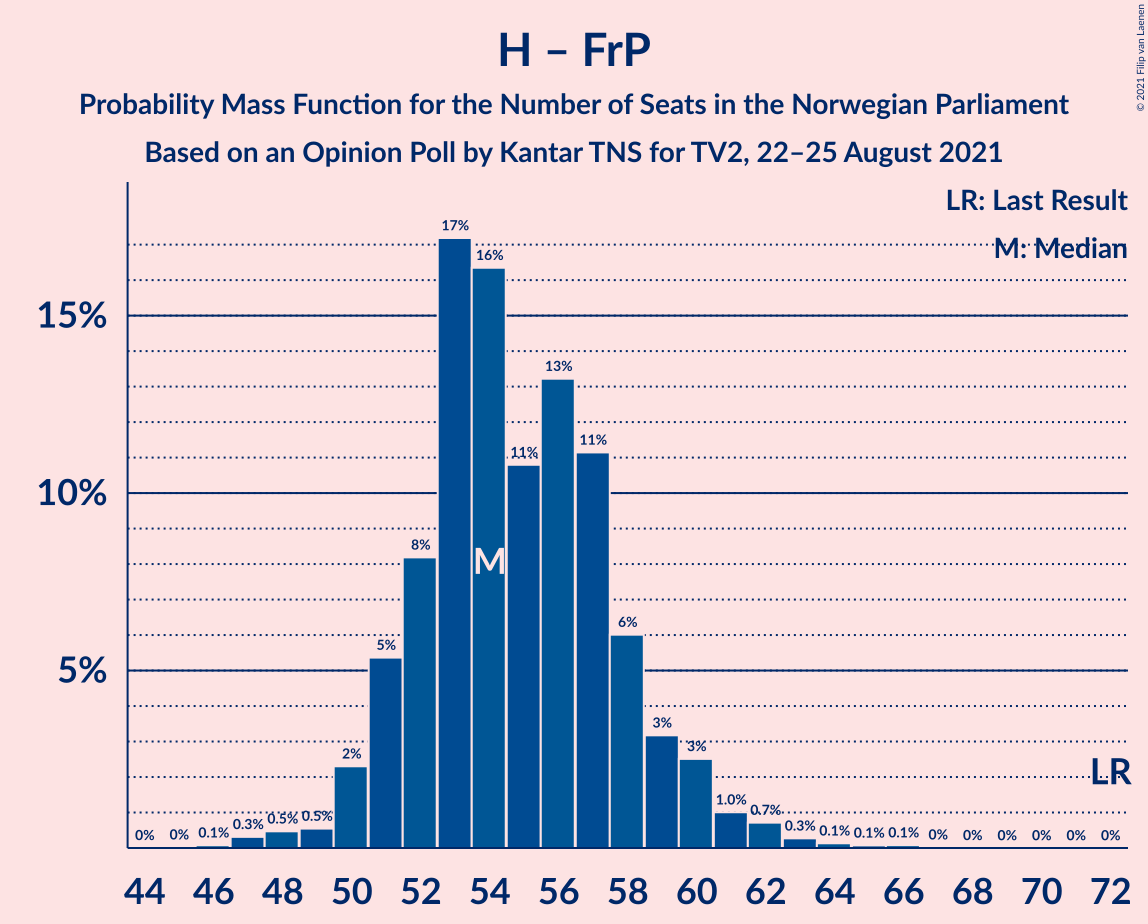 H – FrP
Probability Mass Function for the Number of Seats in the Norwegian Parliament
Based on an Opinion Poll by Kantar TNS for TV2, 22–25 August 2021
© 2021 Filip van Laenen
LR: Last Result
M: Median
15%
10%
5%
0% 0% 0.1% 0.3% 0.5% 0.5% 2% 5% 8% 17% 16% 11% 13% 11% 6% 3% 3% 1.0% 0.7% 0.3% 0.1% 0.1% 0.1% 0% 0% 0% 0% 0% 0%
M
LR
44 46 48 50 52 54 56 58 60 62 64 66 68 70 72